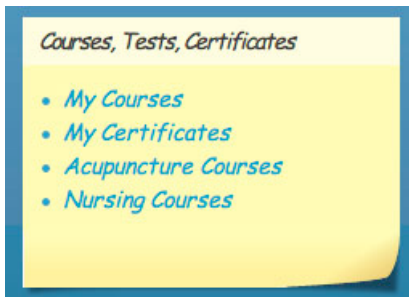 Courses, Tests, Certificates
My Courses
My Certificates
Acupuncture Courses
Nursing Courses